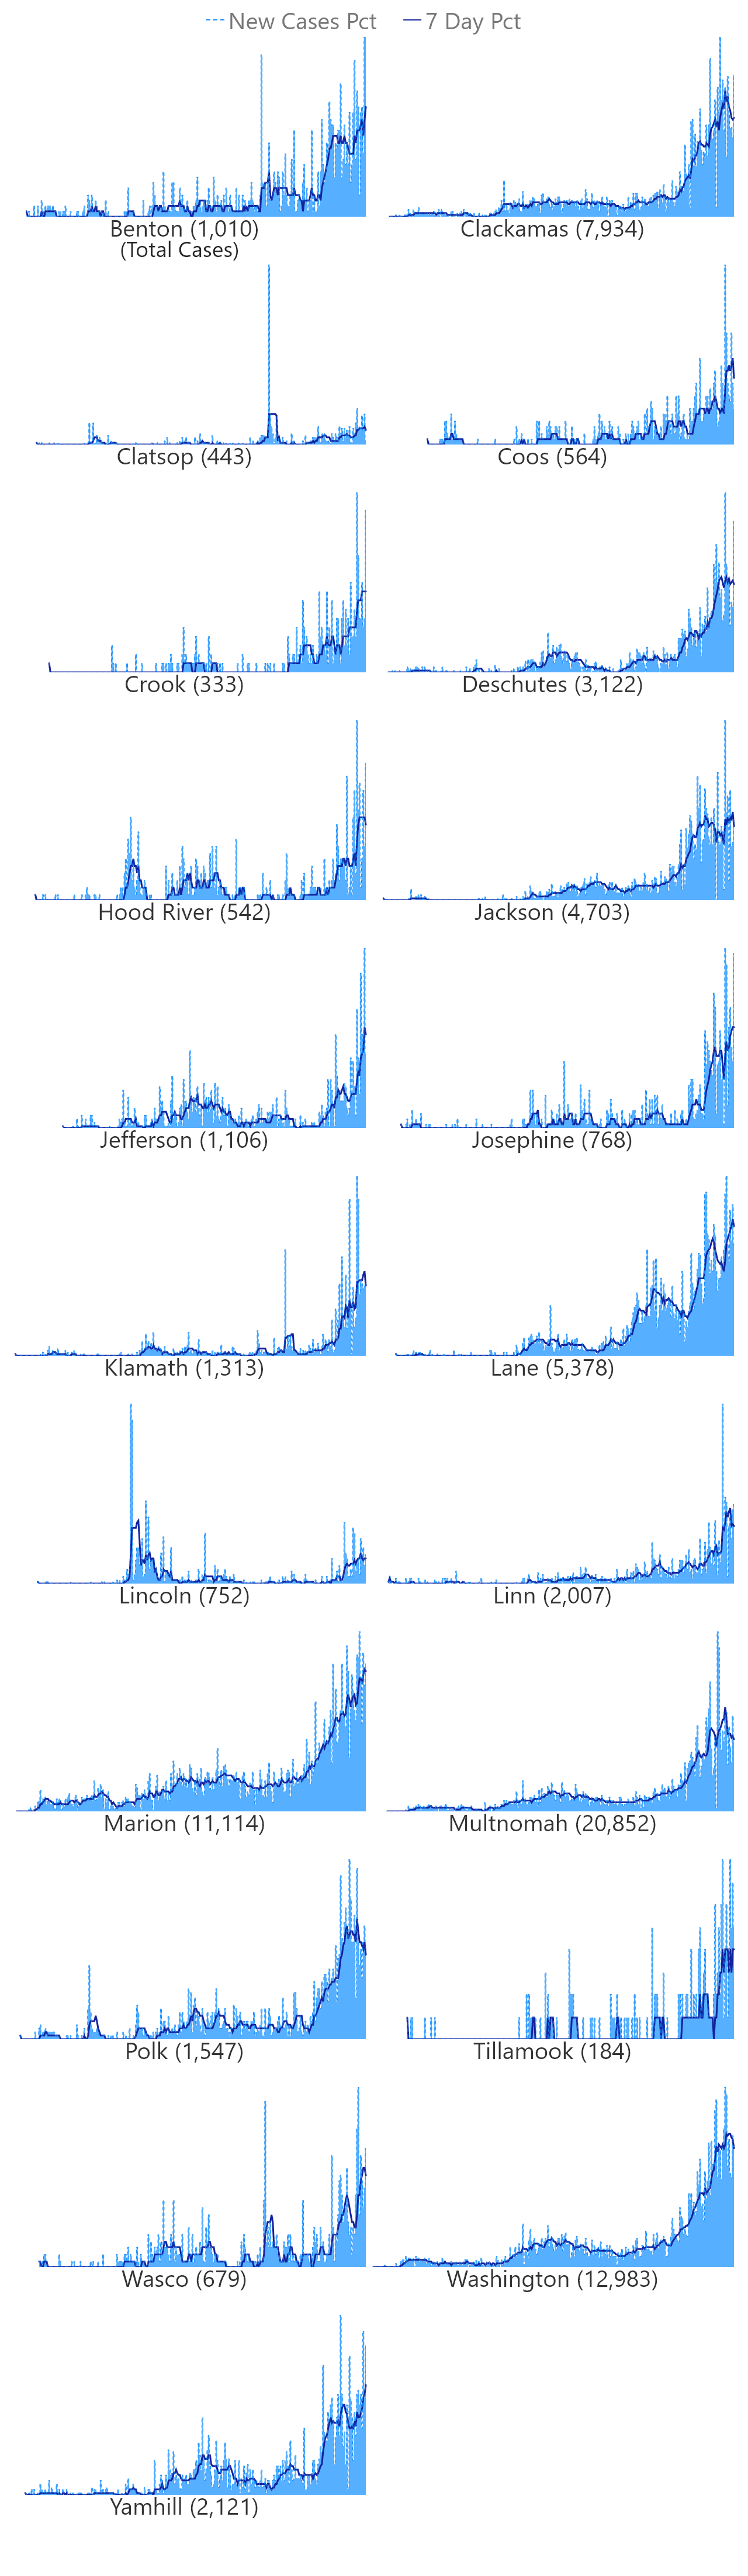 New Cases Pct 7 Day Pct
Benton (1,010) Clackamas (7,934)
(Total Cases)
Clatsop (443) Coos (564)
Crook (333) Deschutes (3,122)
Hood River (542) Jackson (4,703)
Jefferson (1,106) Josephine (768)
Klamath (1,313) Lane (5,378)
Lincoln (752) Linn (2,007)
Marion (11,114) Multnomah (20,852)
Polk (1,547) Tillamook (184)
Wasco (679) Washington (12,983)
Yamhill (2,121)